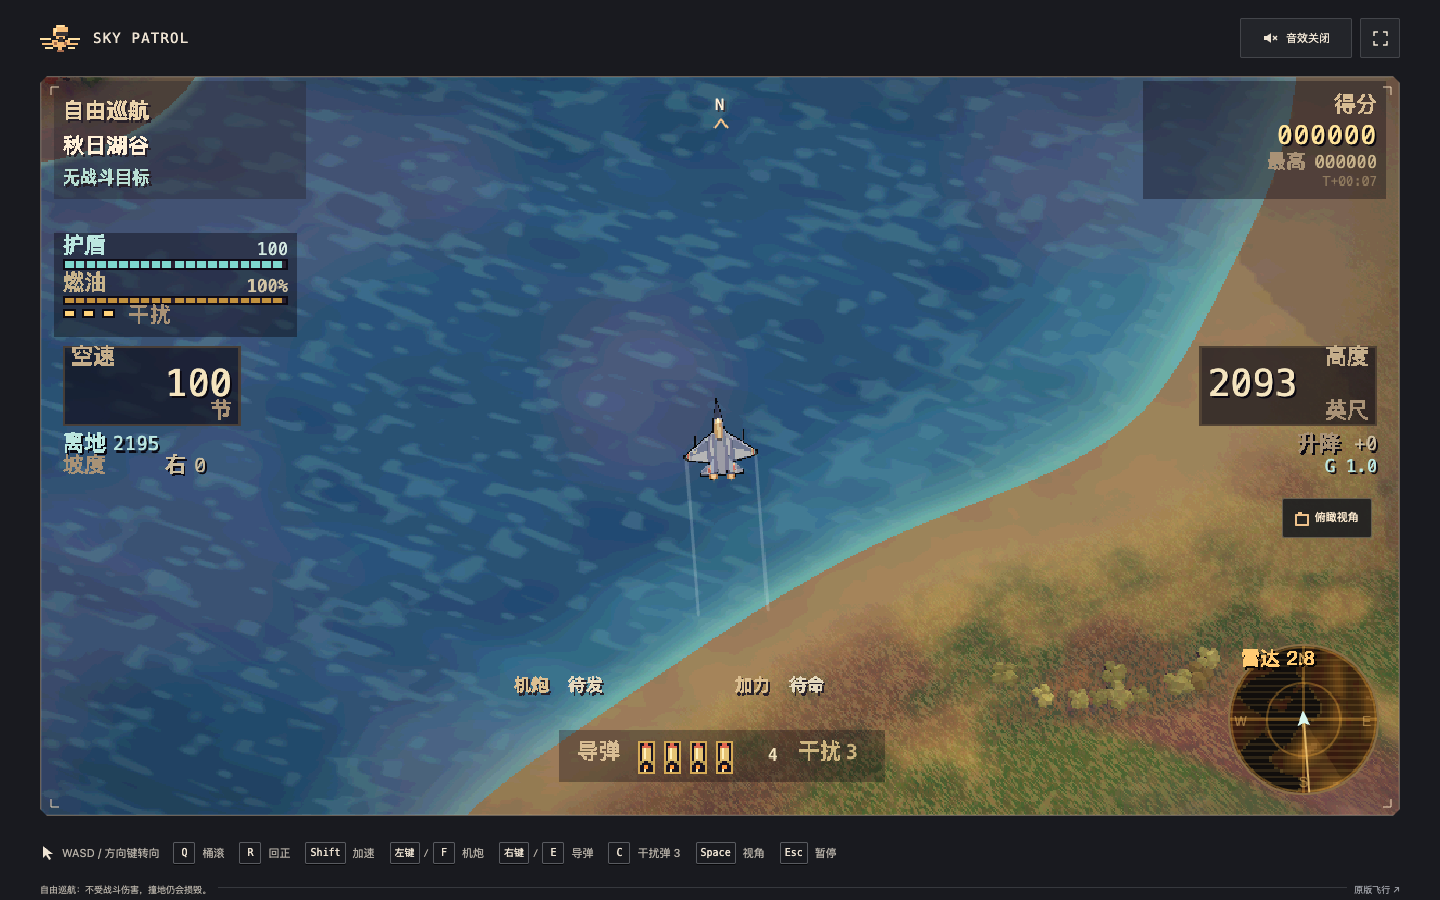 SKY PATROL
音效关闭
自由巡航
秋日湖谷
无战斗目标
N
得分
000000
最高 000000
T+00:07
护盾 100
燃油 100%
干扰
空速
100
节
离地 2195
坡度 右 0
高度
2093
英尺
升降 +0
G 1.0
俯瞰视角
机炮 待发 加力 待命
导弹 4 干扰 3
雷达 2.8
N
W E
S
WASD / 方向键转向 Q 桶滚 R 回正 Shift 加速 左键 / F 机炮 右键 / E 导弹 C 干扰弹 3 Space 视角 Esc 暂停
自由巡航：不受战斗伤害，撞地仍会损毁。
原版飞行 ↗